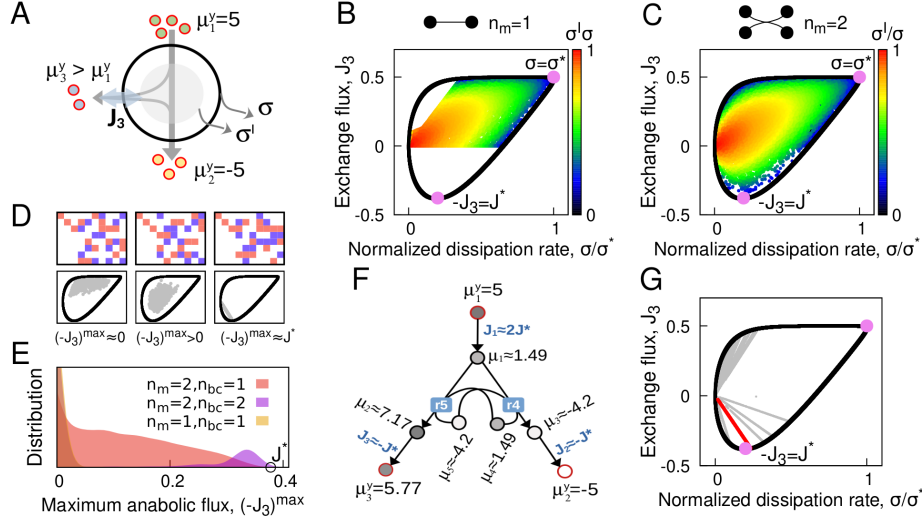 A
μ₁ʸ=5
μ₃ʸ > μ₁ʸ
J₃
σ
σᴵ
μ₂ʸ=-5
B
nₘ=1
σᴵσ
Exchange flux, J₃
0.5
0
-0.5
σ=σ*
-J₃=J*
0
1
1
0
Normalized dissipation rate, σ/σ*
C
nₘ=2
σᴵ/σ
Exchange flux, J₃
0.5
0
-0.5
σ=σ*
-J₃=J*
0
1
1
0
Normalized dissipation rate, σ/σ*
D
(-J₃)ᵐᵃˣ≈0
(-J₃)ᵐᵃˣ>0
(-J₃)ᵐᵃˣ≈J*
E
Distribution
nₘ=2,n_bc=1
nₘ=2,n_bc=2
nₘ=1,n_bc=1
J*
0
0.2
0.4
Maximum anabolic flux, (-J₃)ᵐᵃˣ
F
μ₁ʸ=5
J₁≈2J*
μ₁≈1.49
r5
r4
μ₂≈7.17
μ₅≈-4.2
μ₄≈1.49
μ₃≈-4.2
J₃≈-J*
J₂≈-J*
μ₃ʸ=5.77
μ₂ʸ=-5
G
Exchange flux, J₃
0.5
0
-0.5
-J₃=J*
0
1
Normalized dissipation rate, σ/σ*